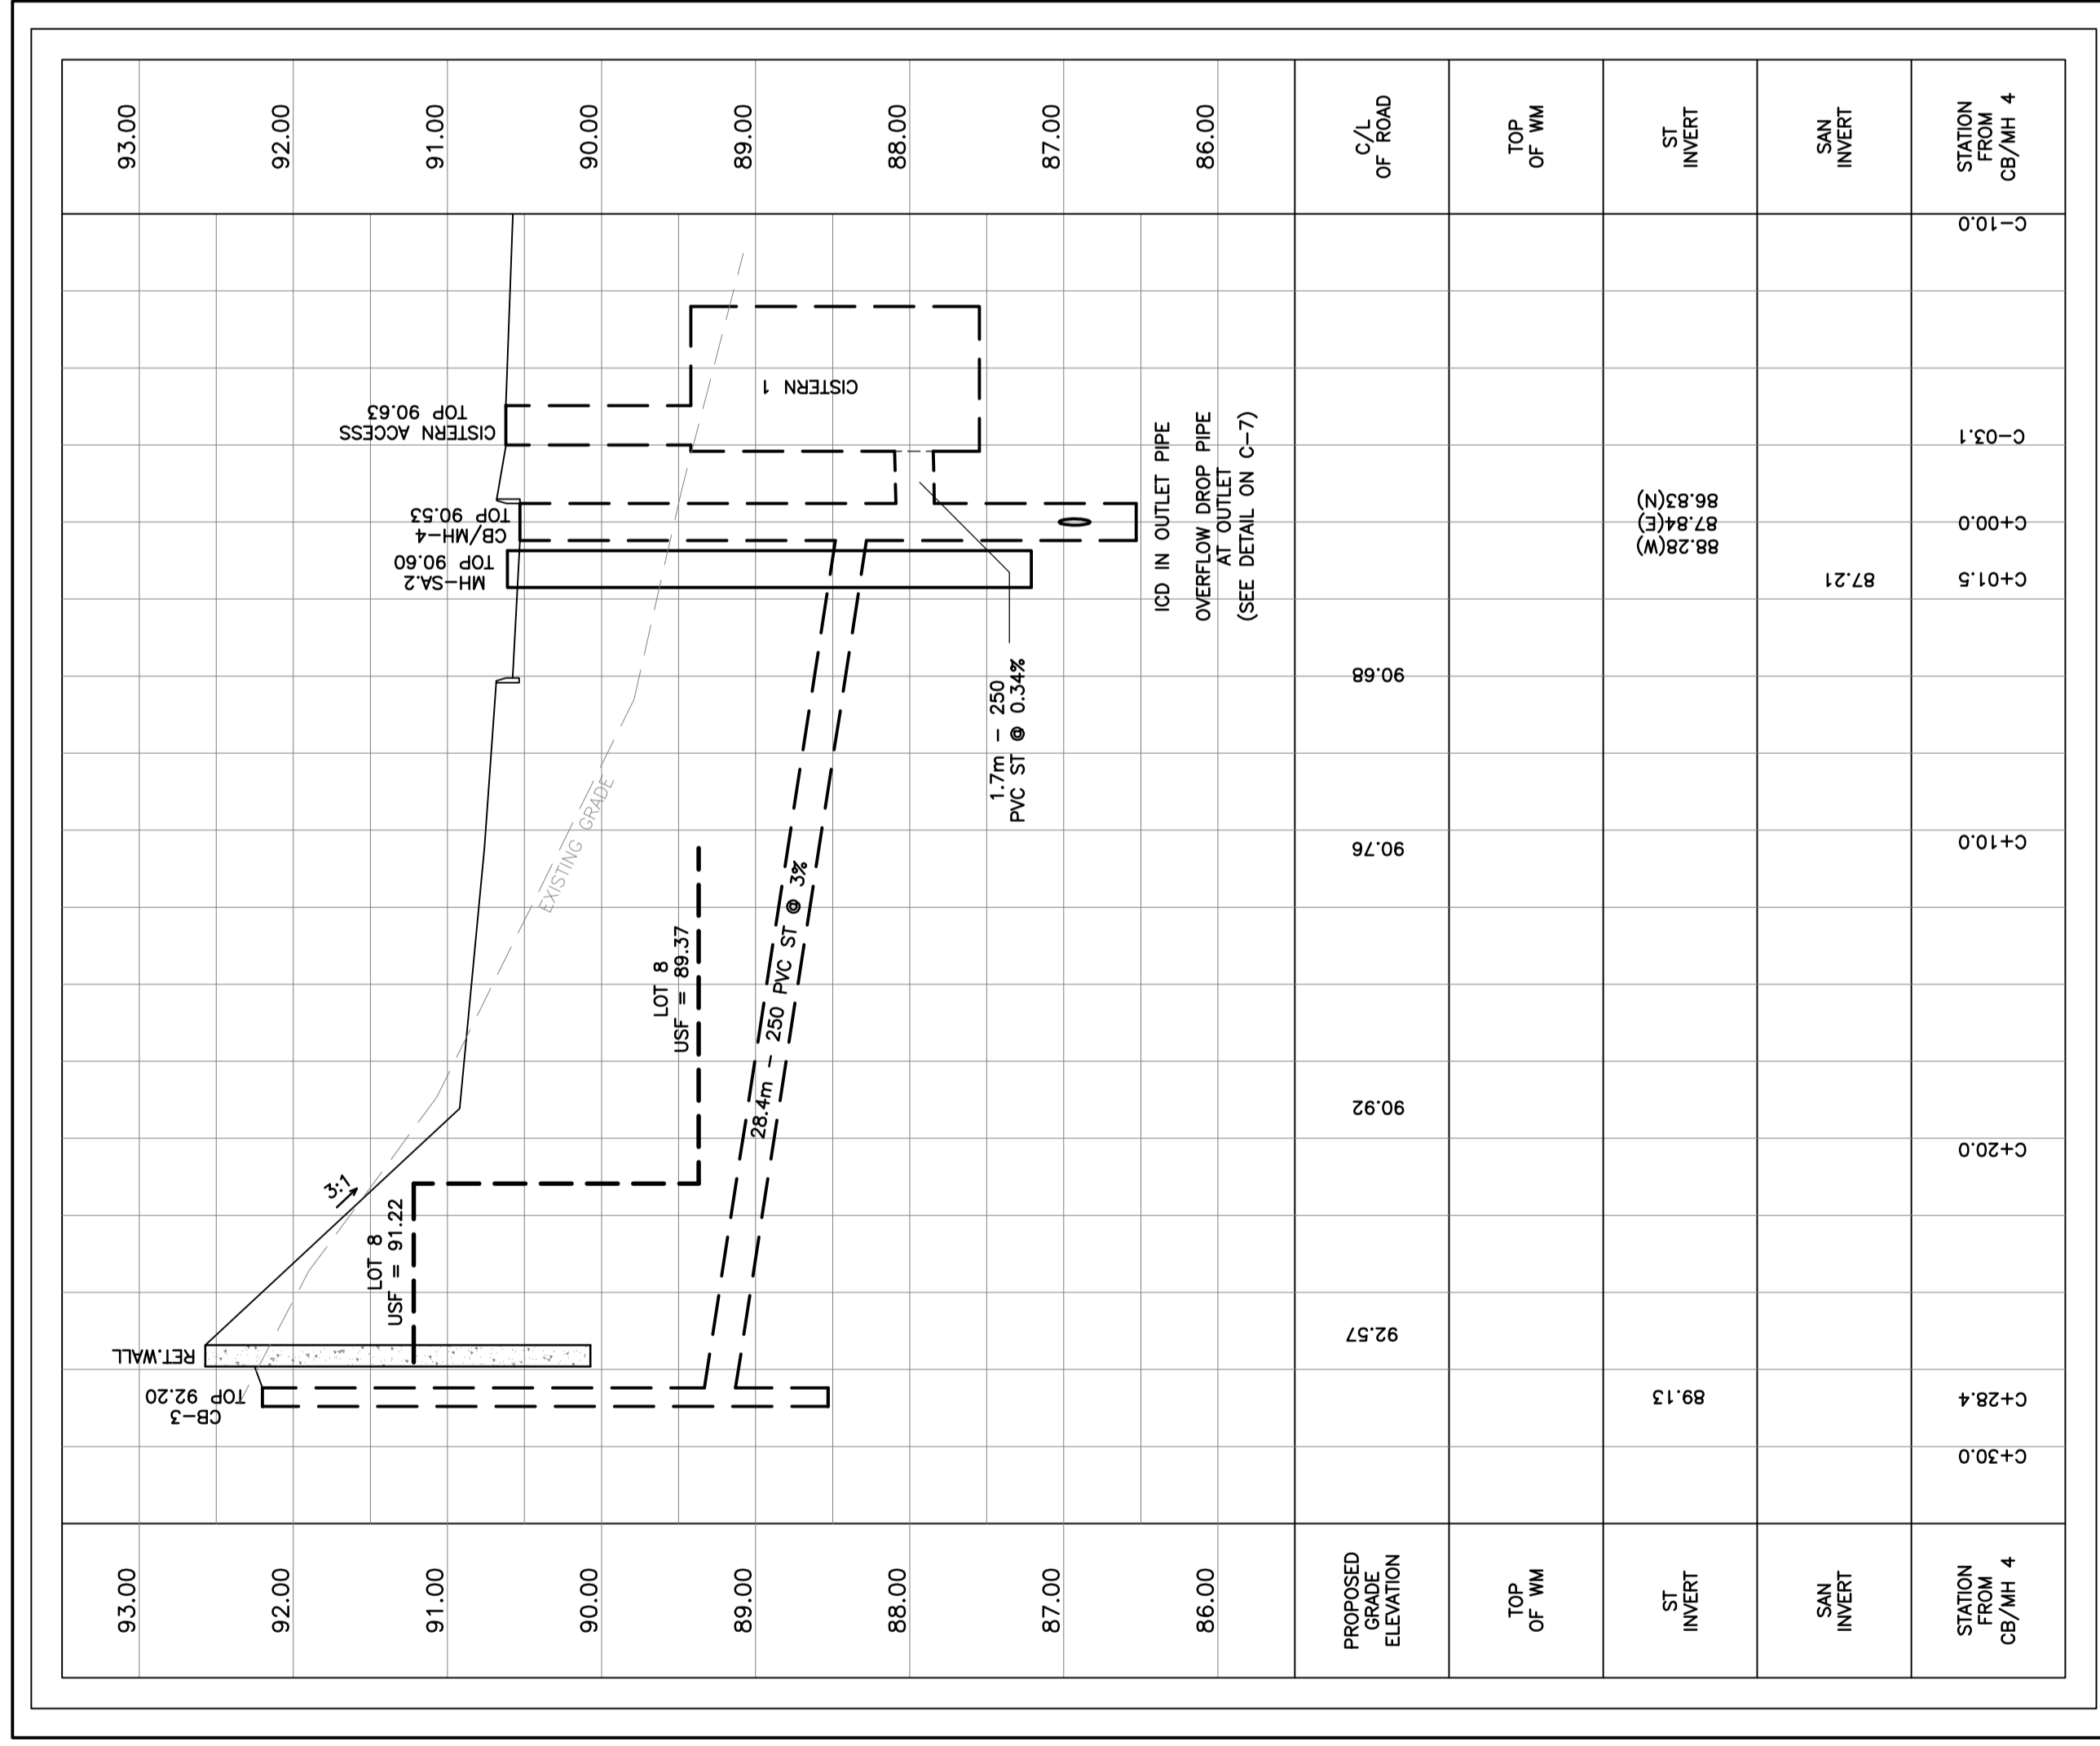 93.00
92.00
91.00
90.00
89.00
88.00
87.00
86.00
PROPOSED
GRADE
ELEVATION
TOP
OF WM
ST
INVERT
SAN
INVERT
STATION
FROM
CB/MH 4
CB-3
TOP 92.20
RET.WALL
3:1
LOT 8
USF = 91.22
LOT 8
USF = 89.37
EXISTING GRADE
28.4m - 250 PVC ST @ 3%
MH-SA.2
TOP 90.60
CB/MH-4
TOP 90.53
CISTERN ACCESS
TOP 90.63
CISTERN 1
1.7m - 250
PVC ST @ 0.34%
ICD IN OUTLET PIPE
OVERFLOW DROP PIPE
AT OUTLET
(SEE DETAIL ON C-7)
92.57
90.92
90.76
90.68
89.13
88.28(W)
87.84(E)
86.83(N)
87.21
C+30.0
C+28.4
C+20.0
C+10.0
C+01.5
C+00.0
C-03.1
C-10.0
93.00
92.00
91.00
90.00
89.00
88.00
87.00
86.00
C/L
OF ROAD
TOP
OF WM
ST
INVERT
SAN
INVERT
STATION
FROM
CB/MH 4